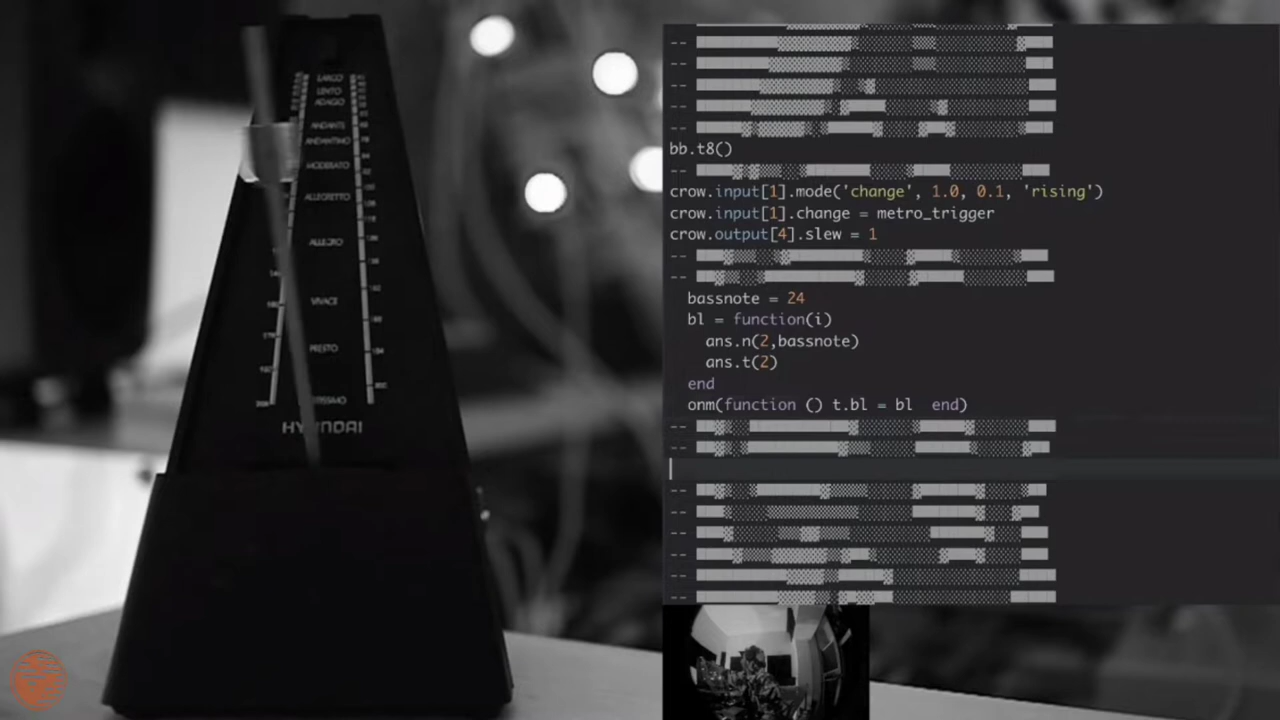 LARGO
LENTO
ADAGIO
ANDANTE
ANDANTINO
MODERATO
ALLEGRETTO
ALLEGRO
VIVACE
PRESTO
HYUNDAI
bb.t8()
crow.input[1].mode('change', 1.0, 0.1, 'rising')
crow.input[1].change = metro_trigger
crow.output[4].slew = 1
bassnote = 24
bl = function(i)
ans.n(2,bassnote)
ans.t(2)
end
onm(function () t.bl = bl  end)